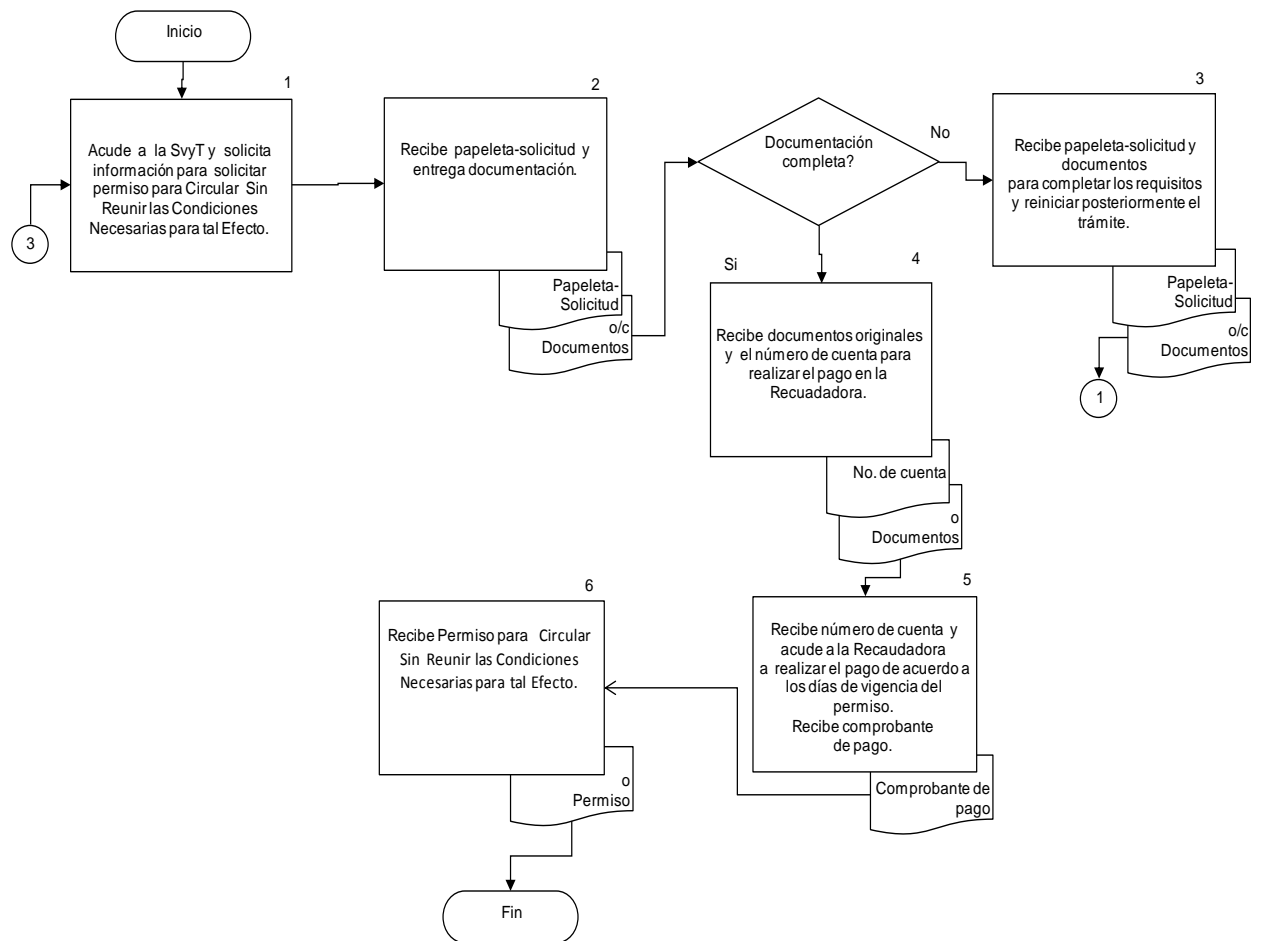 Inicio
1
Acude a la SvyT y solicita
información para solicitar
permiso para Circular Sin
Reunir las Condiciones
Necesarias para tal Efecto.
3
2
Recibe papeleta-solicitud y
entrega documentación.
Papeleta-
Solicitud
o/c
Documentos
Documentación
completa?
No
Si
3
Recibe papeleta-solicitud y
documentos
para completar los requisitos
y reiniciar posteriormente el
trámite.
Papeleta-
Solicitud
o/c
Documentos
1
4
Recibe documentos originales
y el número de cuenta para
realizar el pago en la
Recuadadora.
No. de cuenta
o
Documentos
5
Recibe número de cuenta y
acude a la Recaudadora
a realizar el pago de acuerdo a
los días de vigencia del
permiso.
Recibe comprobante
de pago.
Comprobante de
pago
6
Recibe Permiso para Circular
Sin Reunir las Condiciones
Necesarias para tal Efecto.
o
Permiso
Fin